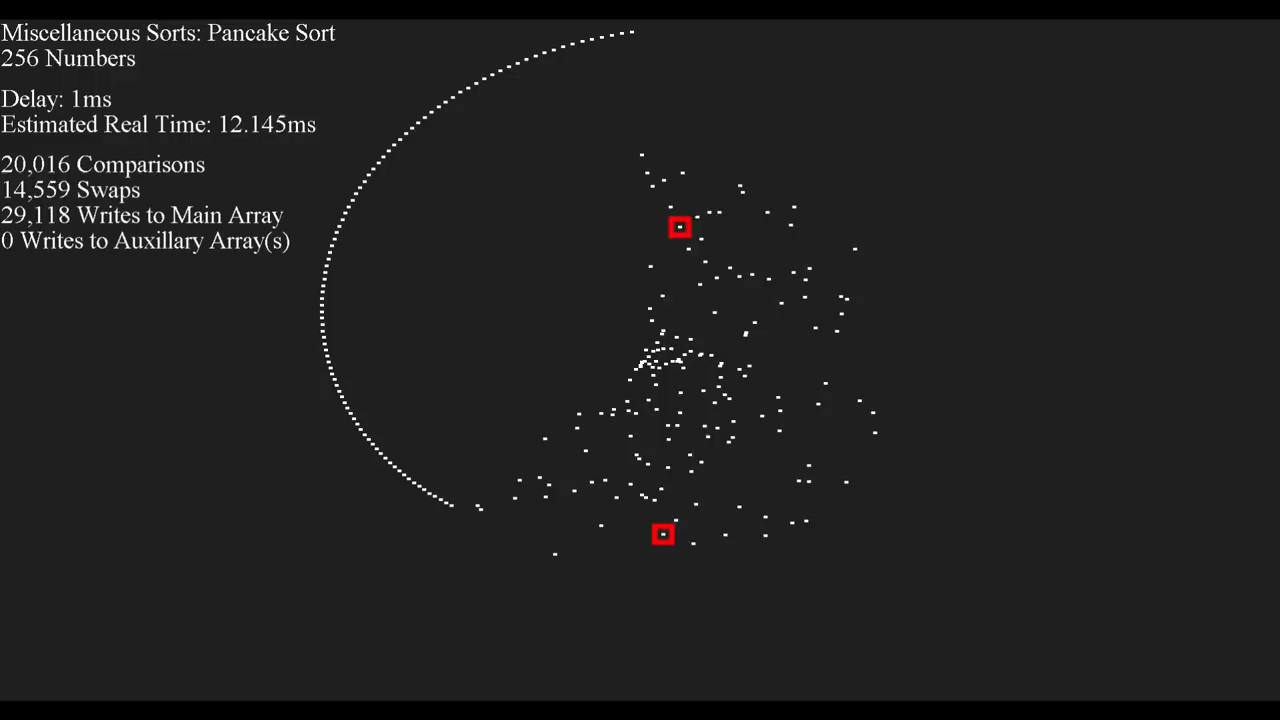 Miscellaneous Sorts: Pancake Sort
256 Numbers
Delay: 1ms
Estimated Real Time: 12.145ms
20,016 Comparisons
14,559 Swaps
29,118 Writes to Main Array
0 Writes to Auxillary Array(s)